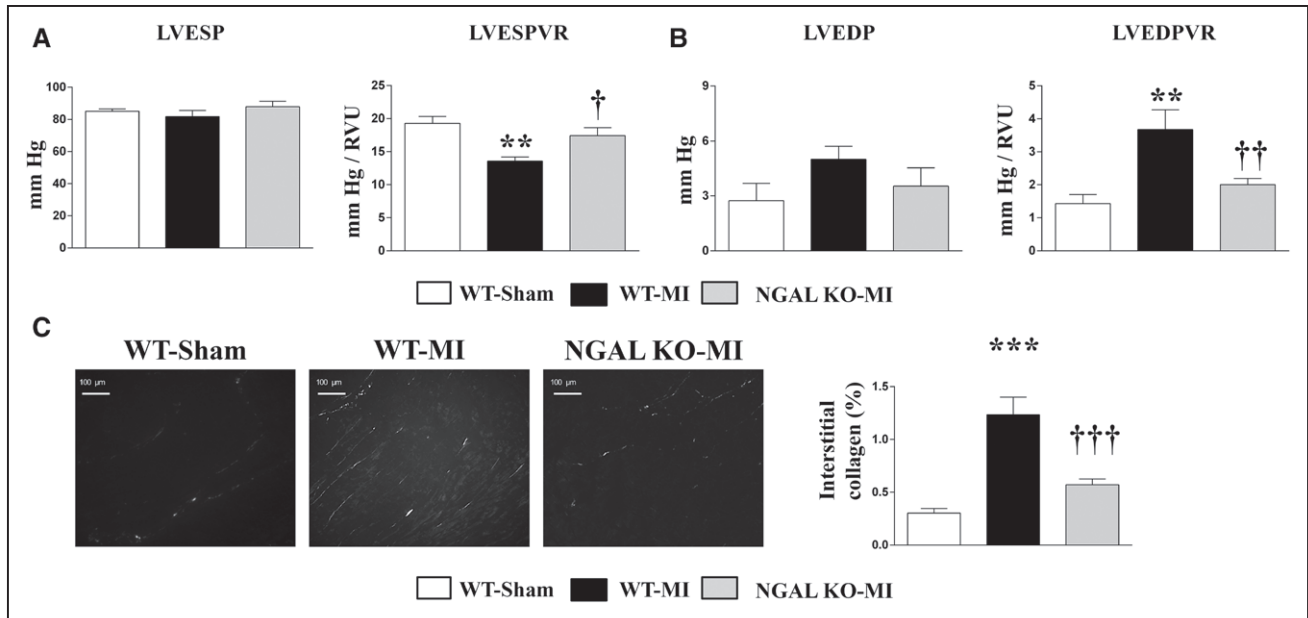 A
LVESP
LVESPVR
B
LVEDP
LVEDPVR
mm Hg
100
80
60
40
20
0
mm Hg / RVU
25
20
15
10
5
0
**
†
mm Hg
9
6
3
0
mm Hg / RVU
5
4
3
2
1
0
**
††
WT-Sham WT-MI NGAL KO-MI
C
WT-Sham
WT-MI
NGAL KO-MI
100 µm
100 µm
100 µm
Interstitial
collagen (%)
1.5
1.0
0.5
0.0
***
†††
WT-Sham WT-MI NGAL KO-MI